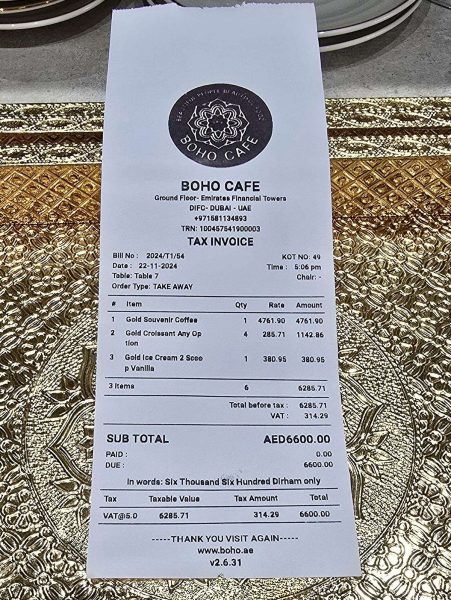 BOHO CAFE
BOHO CAFE
Ground Floor- Emirates Financial Towers
DIFC- DUBAI - UAE
+971581134893
TRN: 100457541900003
TAX INVOICE
Bill No : 2024/T1/54 KOT NO: 49
Date : 22-11-2024 Time : 5:06 pm
Table: Table 7 Chair: -
Order Type: TAKE AWAY
# Item Qty Rate Amount
1 Gold Souvenir Coffee 1 4761.90 4761.90
2 Gold Croissant Any Op 4 285.71 1142.86
tion
3 Gold Ice Cream 2 Scoo 1 380.95 380.95
p Vanilla
3 Items 6 6285.71
Total before tax : 6285.71
VAT : 314.29
SUB TOTAL AED6600.00
PAID : 0.00
DUE : 6600.00
In words: Six Thousand Six Hundred Dirham only
Tax Taxable Value Tax Amount Total
VAT@5.0 6285.71 314.29 6600.00
-----THANK YOU VISIT AGAIN-----
www.boho.ae
v2.6.31